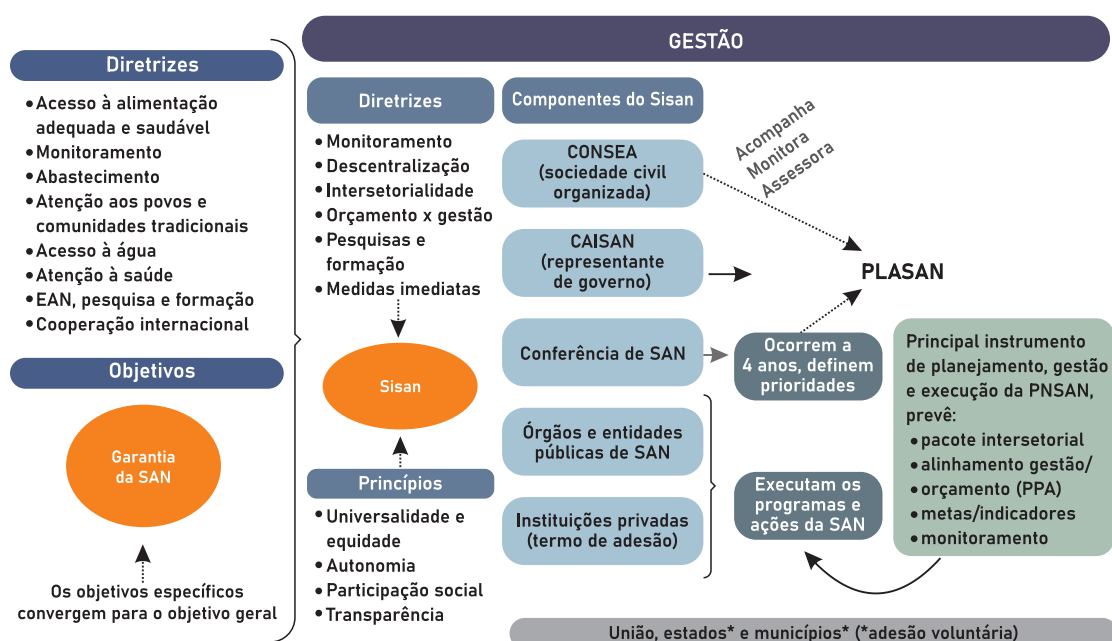 GESTÃO
Diretrizes
• Acesso à alimentação
adequada e saudável
• Monitoramento
• Abastecimento
• Atenção aos povos e
comunidades tradicionais
• Acesso à água
• Atenção à saúde
• EAN, pesquisa e formação
• Cooperação internacional
Objetivos
Garantia
da SAN
Os objetivos específicos
convergem para o objetivo geral
Diretrizes
• Monitoramento
• Descentralização
• Intersetorialidade
• Orçamento x gestão
• Pesquisas e
formação
• Medidas imediatas
Sisan
Princípios
• Universalidade e
equidade
• Autonomia
• Participação social
• Transparência
Componentes do Sisan
CONSEA
(sociedade civil
organizada)
CAISAN
(representante
de governo)
Conferência de SAN
Órgãos e entidades
públicas de SAN
Instituições privadas
(termo de adesão)
Acompanha
Monitora
Assessora
PLASAN
Ocorrem a
4 anos, definem
prioridades
Executam os
programas e
ações da SAN
Principal instrumento
de planejamento, gestão
e execução da PNSAN,
prevê:
• pacote intersetorial
• alinhamento gestão/
• orçamento (PPA)
• metas/indicadores
• monitoramento
União, estados* e municípios* (*adesão voluntária)